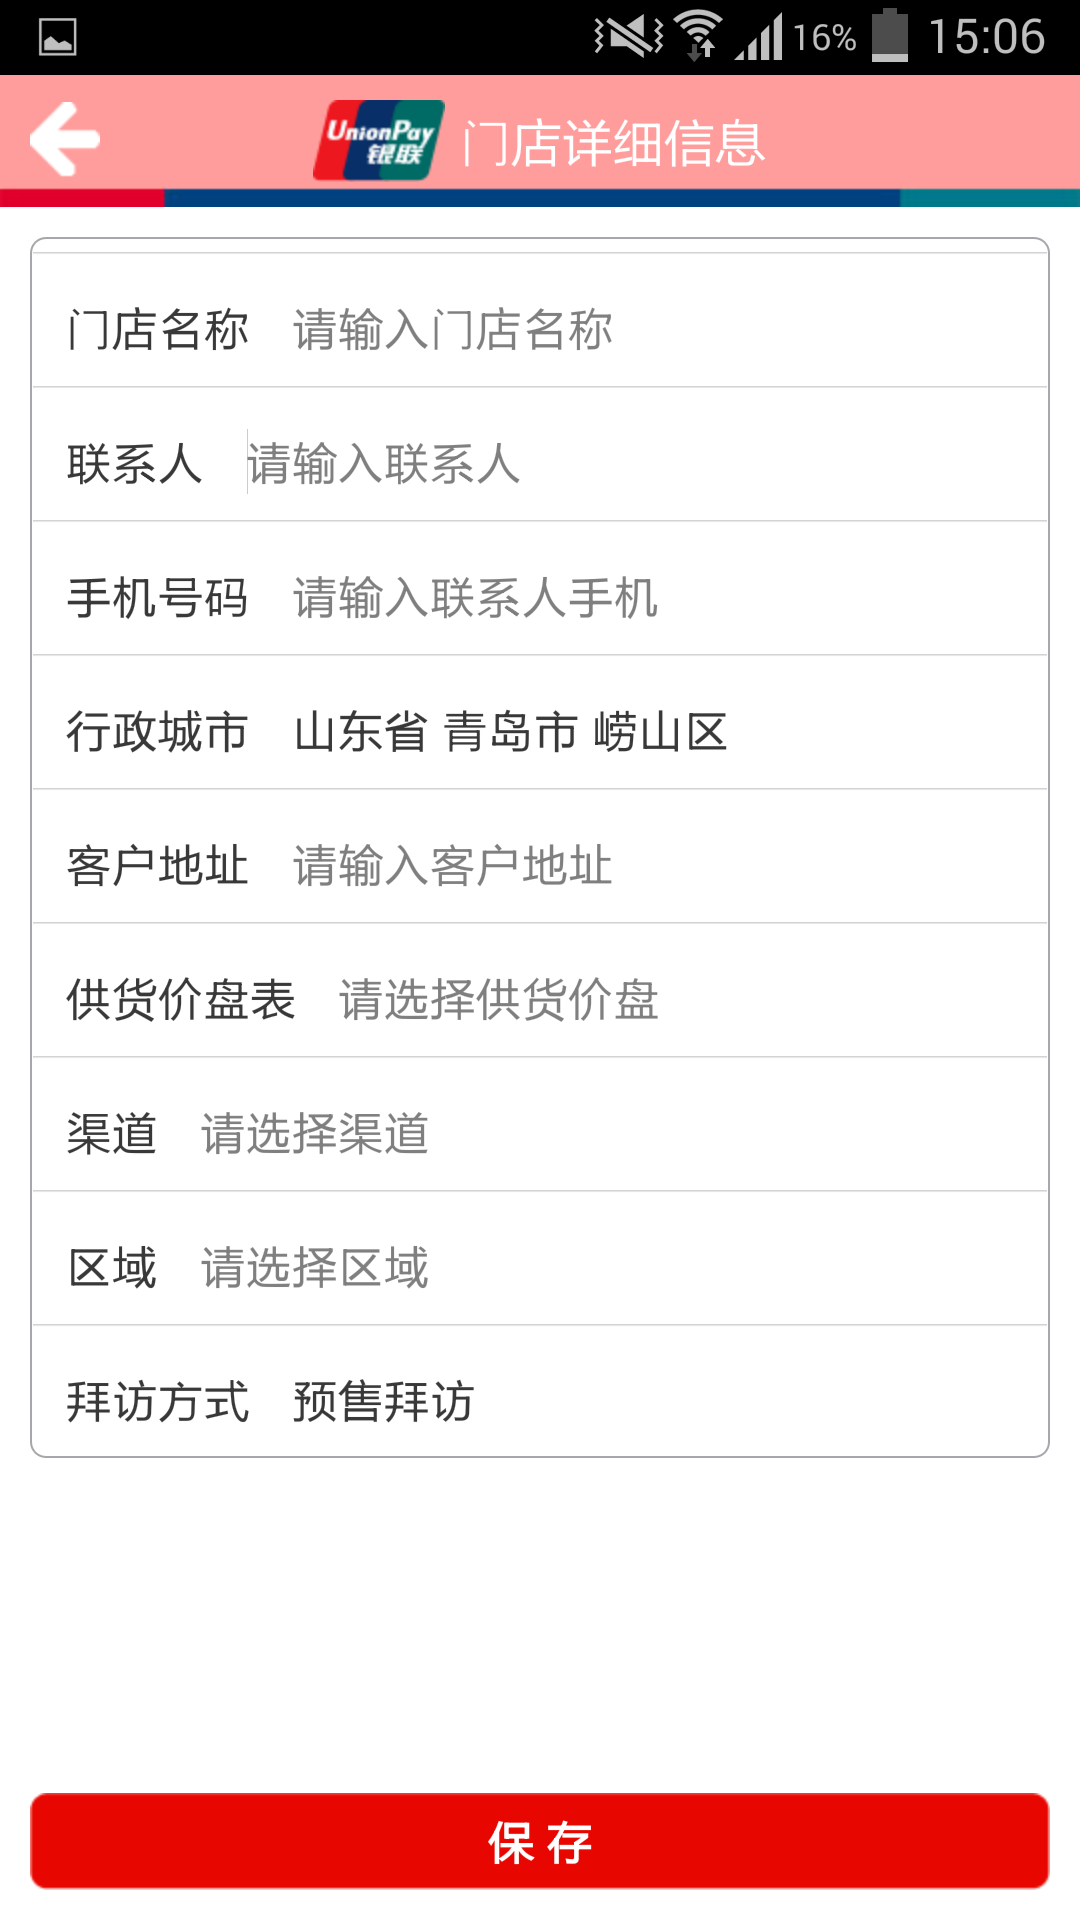 16% 15:06
UnionPay
银联
门店详细信息
门店名称 请输入门店名称
联系人 请输入联系人
手机号码 请输入联系人手机
行政城市 山东省 青岛市 崂山区
客户地址 请输入客户地址
供货价盘表 请选择供货价盘
渠道 请选择渠道
区域 请选择区域
拜访方式 预售拜访
保 存